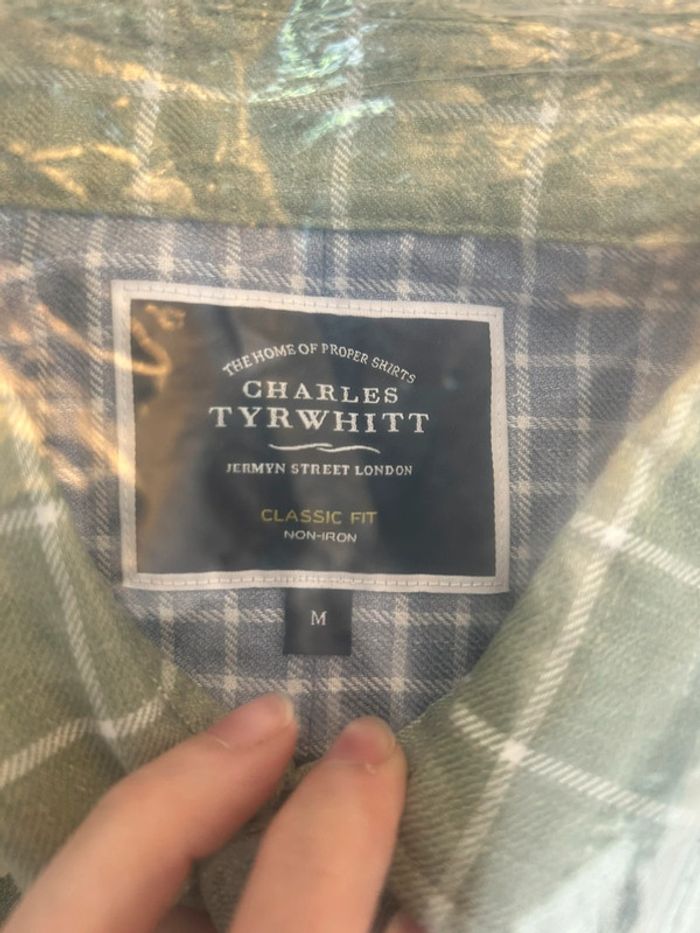 THE HOME OF PROPER SHIRTS
CHARLES
TYRWHITT
JERMYN STREET LONDON
CLASSIC FIT
NON-IRON
M